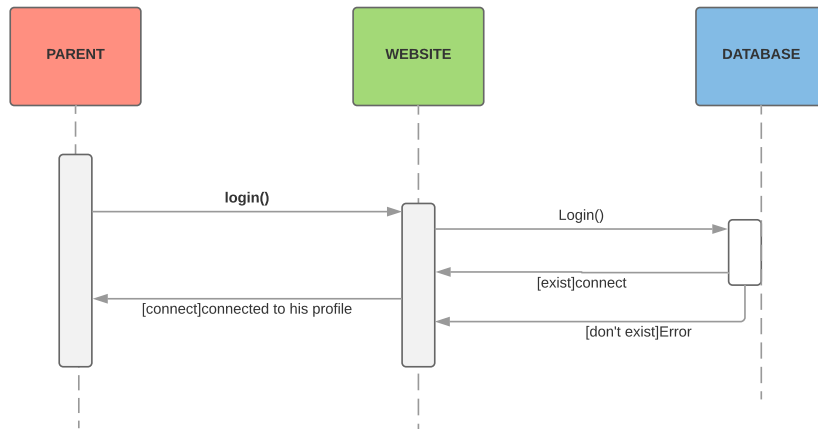 PARENT
WEBSITE
DATABASE
login()
Login()
[exist]connect
[connect]connected to his profile
[don't exist]Error